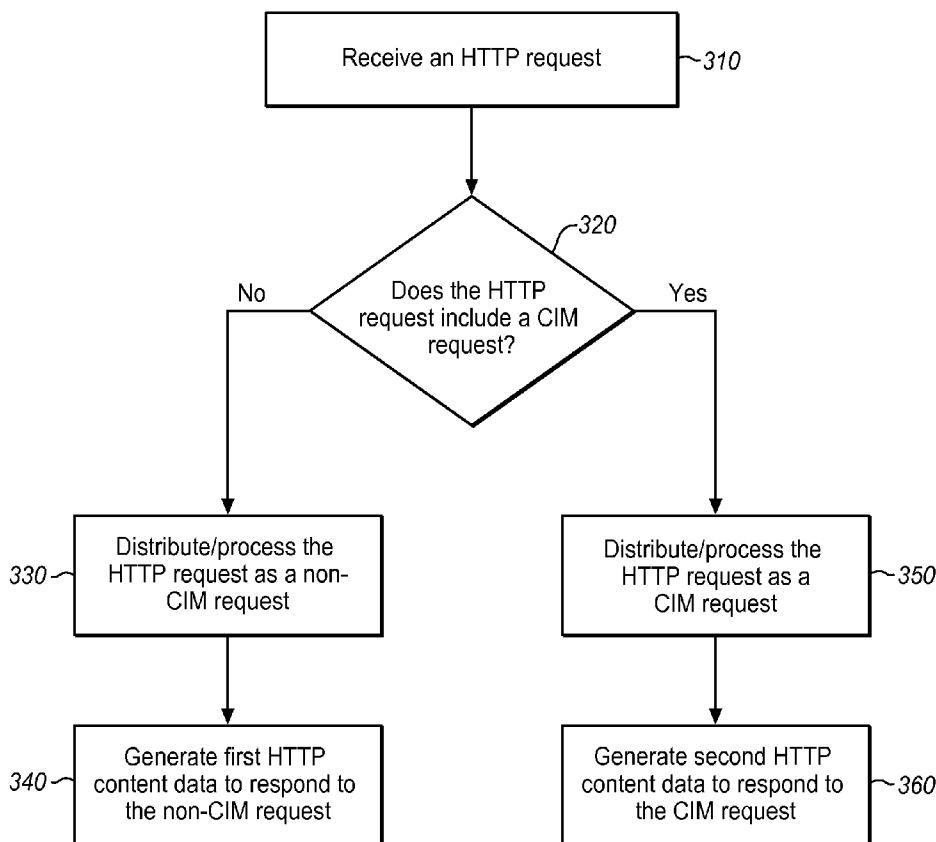 Receive an HTTP request
310
320
Does the HTTP
request include a CIM
request?
No
Yes
Distribute/process the
HTTP request as a non-
CIM request
330
Distribute/process the
HTTP request as a
CIM request
350
Generate first HTTP
content data to respond to
the non-CIM request
340
Generate second HTTP
content data to respond to
the CIM request
360